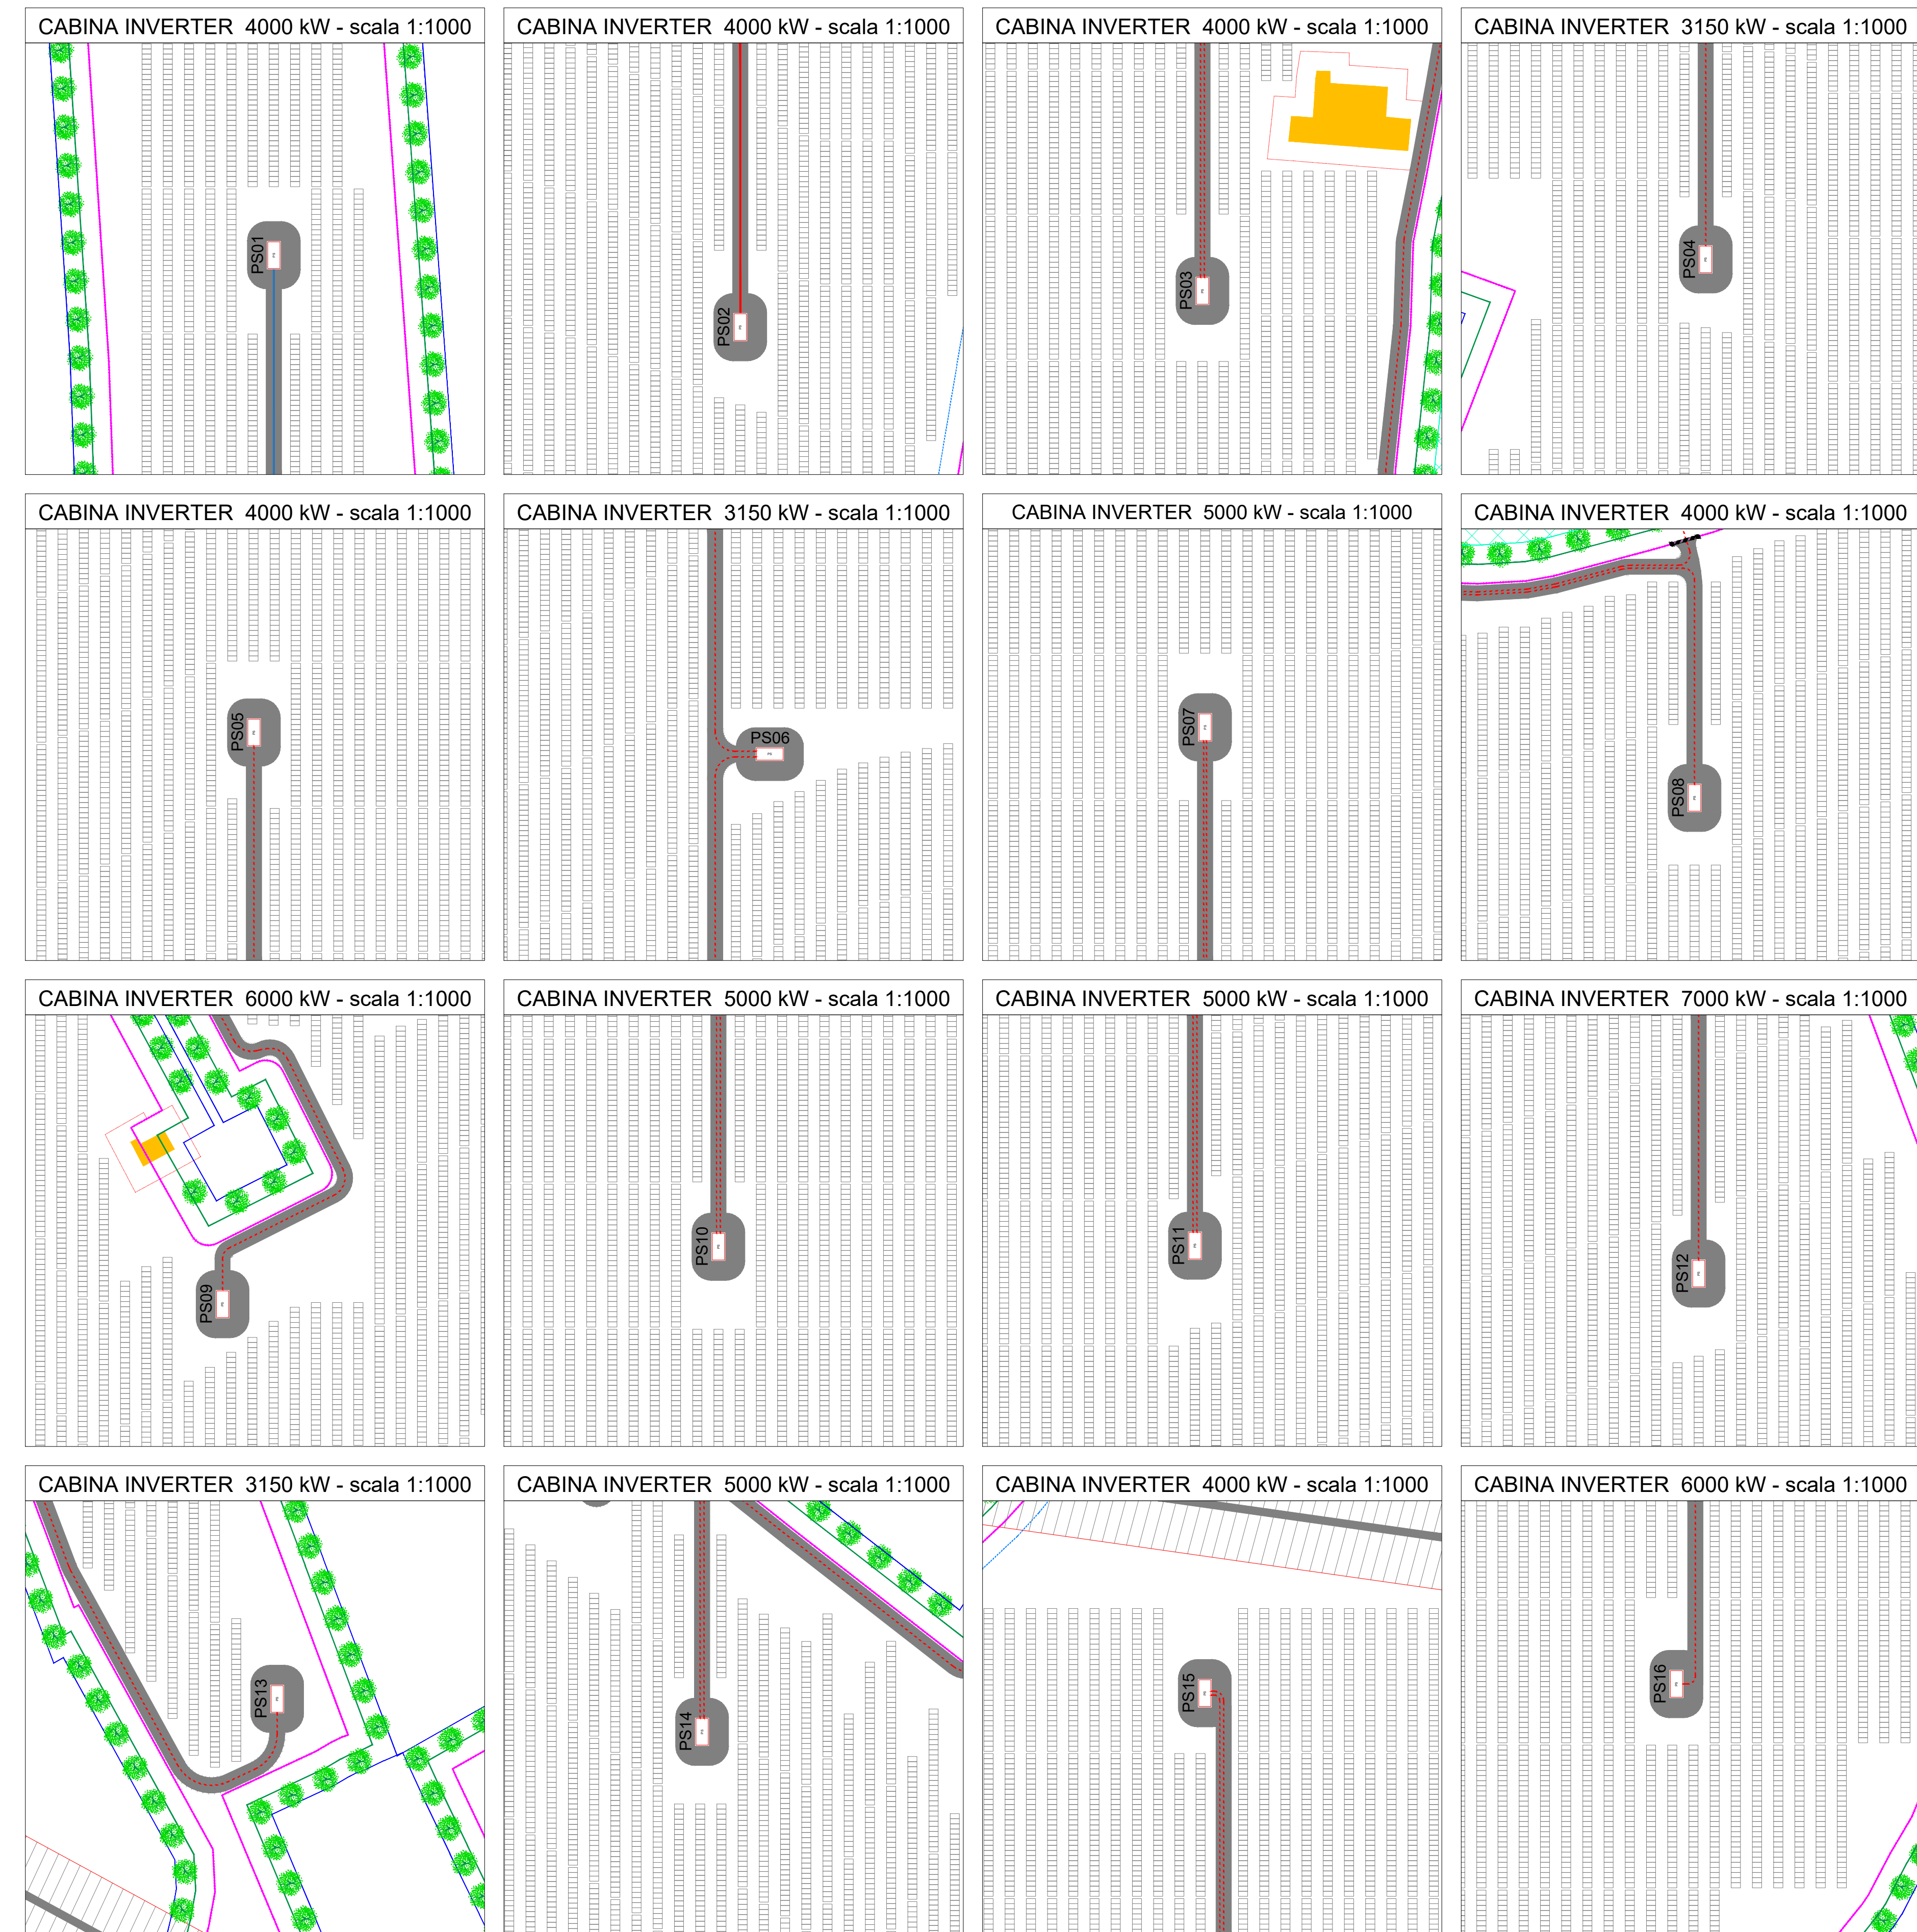 CABINA INVERTER 4000 kW - scala 1:1000
PS01
CABINA INVERTER 4000 kW - scala 1:1000
PS02
CABINA INVERTER 4000 kW - scala 1:1000
PS03
CABINA INVERTER 3150 kW - scala 1:1000
PS04
CABINA INVERTER 4000 kW - scala 1:1000
PS05
CABINA INVERTER 3150 kW - scala 1:1000
PS06
CABINA INVERTER 5000 kW - scala 1:1000
PS07
CABINA INVERTER 4000 kW - scala 1:1000
PS08
CABINA INVERTER 6000 kW - scala 1:1000
PS09
CABINA INVERTER 5000 kW - scala 1:1000
PS10
CABINA INVERTER 5000 kW - scala 1:1000
PS11
CABINA INVERTER 7000 kW - scala 1:1000
PS12
CABINA INVERTER 3150 kW - scala 1:1000
PS13
CABINA INVERTER 5000 kW - scala 1:1000
PS14
CABINA INVERTER 4000 kW - scala 1:1000
PS15
CABINA INVERTER 6000 kW - scala 1:1000
PS16